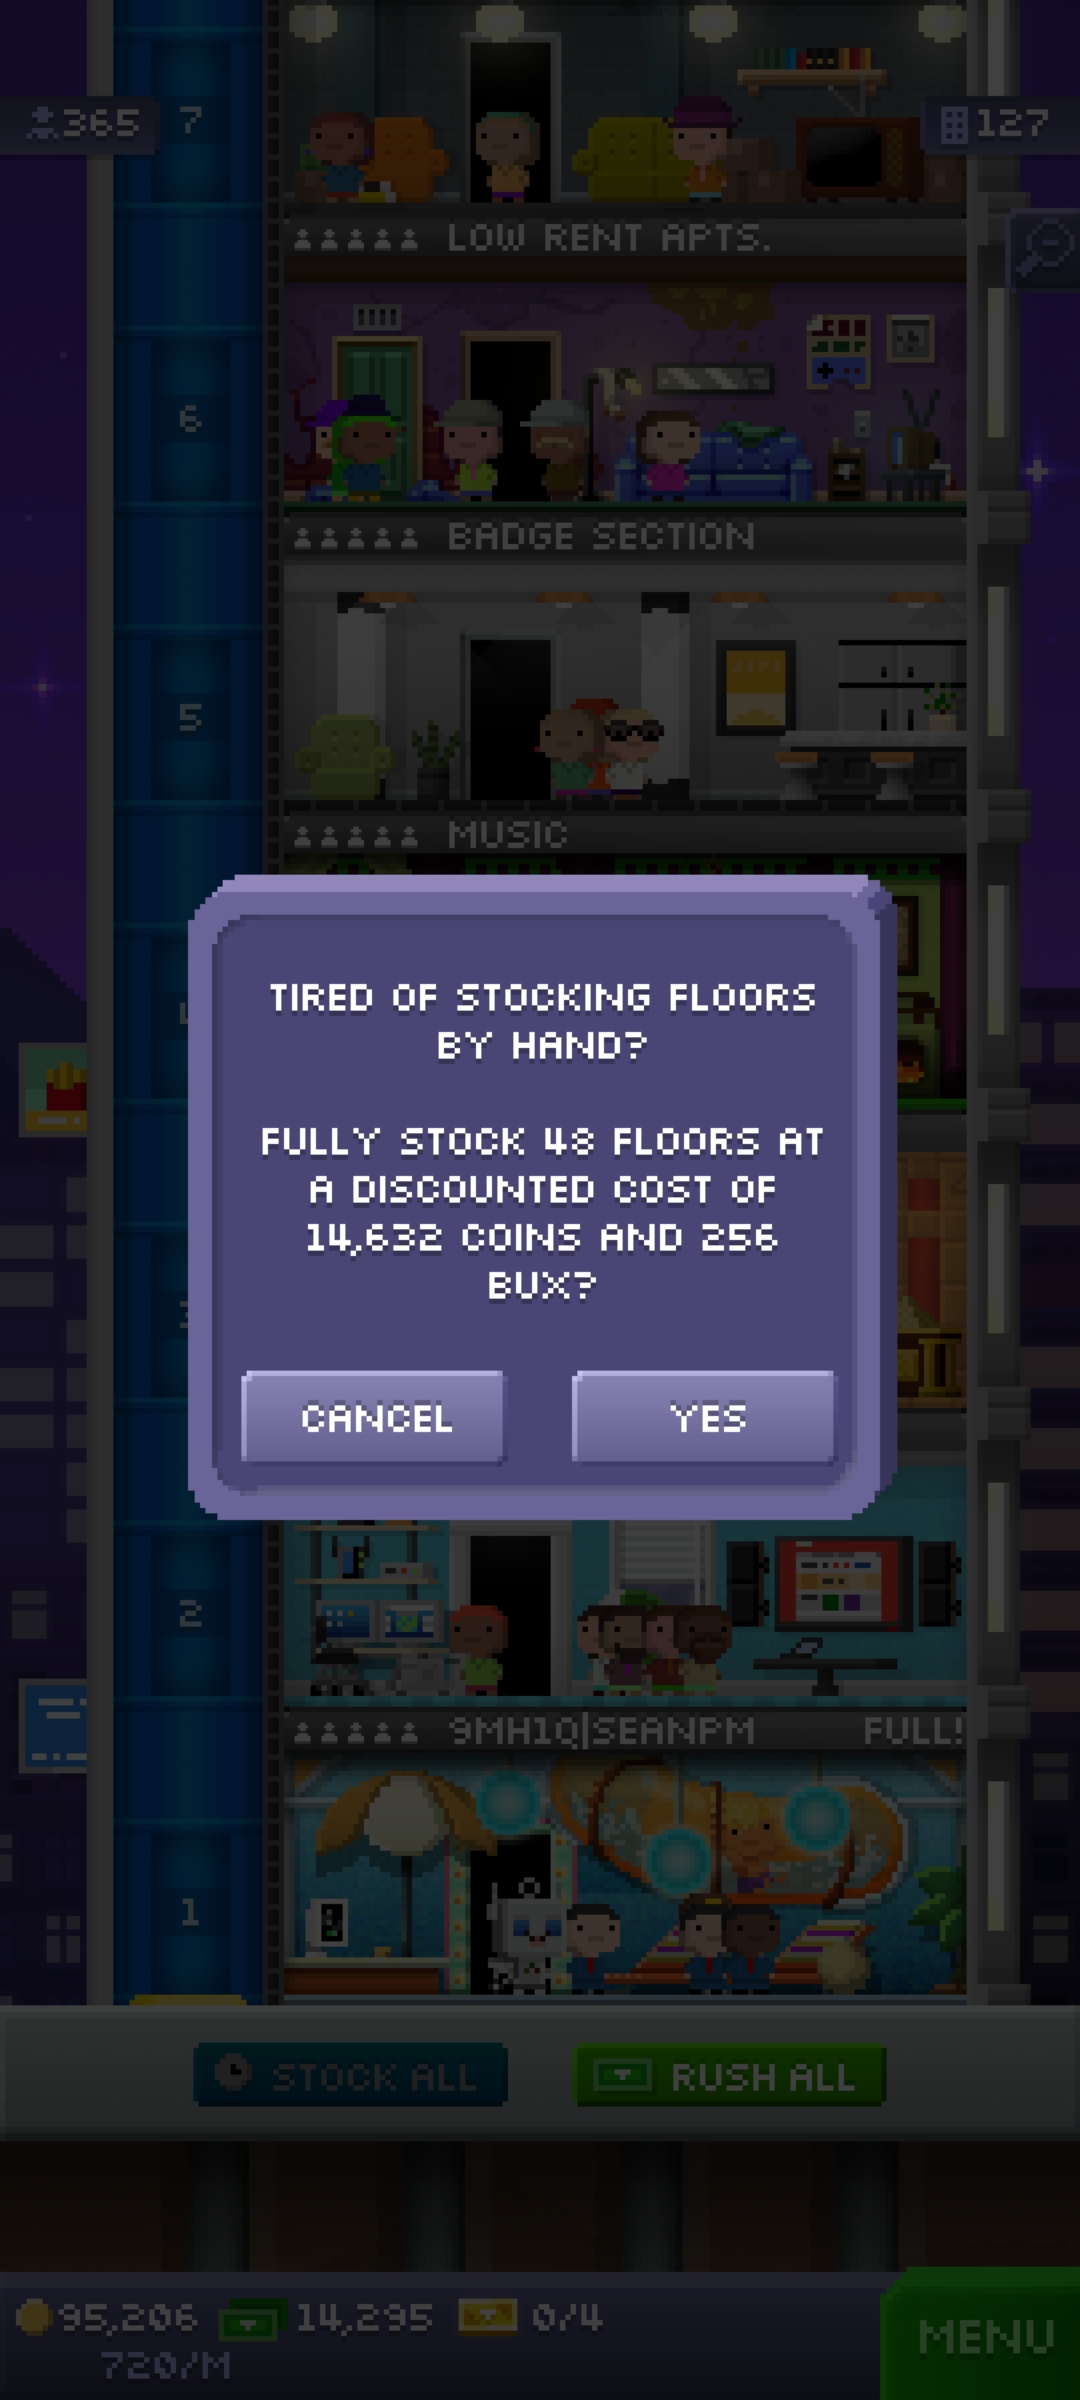 365
7
127
LOW RENT APTS.
6
BADGE SECTION
5
MUSIC
TIRED OF STOCKING FLOORS
BY HAND?
FULLY STOCK 48 FLOORS AT
A DISCOUNTED COST OF
14,632 COINS AND 256
BUX?
CANCEL
YES
2
9MH1Q|SEANPM
FULL!
1
STOCK ALL
RUSH ALL
95,206
14,295
0/4
720/M
MENU